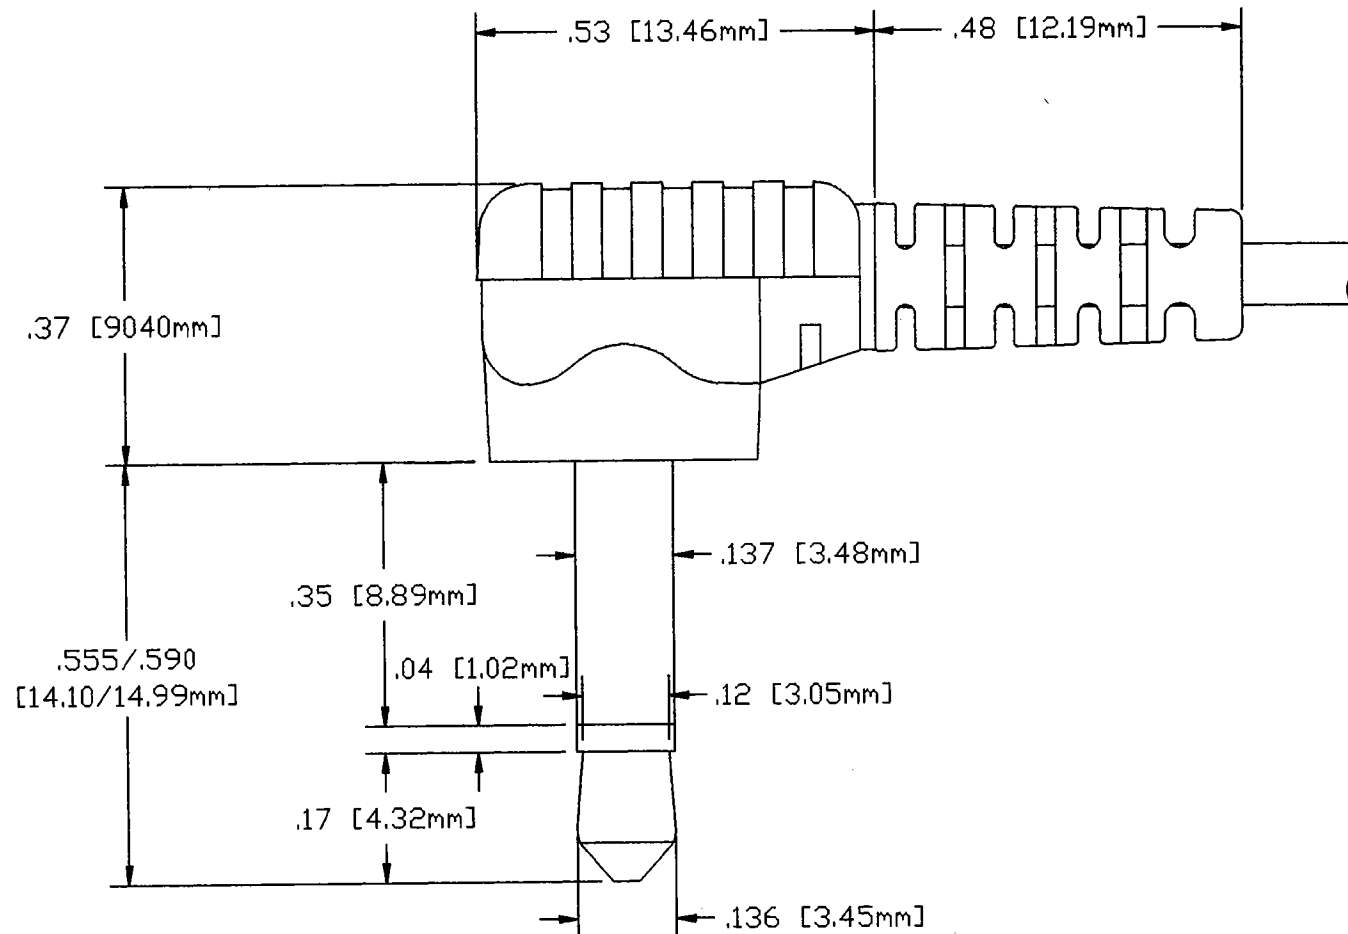 .53 [13.46mm]
.48 [12.19mm]
.37 [9040mm]
.137 [3.48mm]
.35 [8.89mm]
.555/.590
[14.10/14.99mm]
.04 [1.02mm]
.12 [3.05mm]
.17 [4.32mm]
.136 [3.45mm]